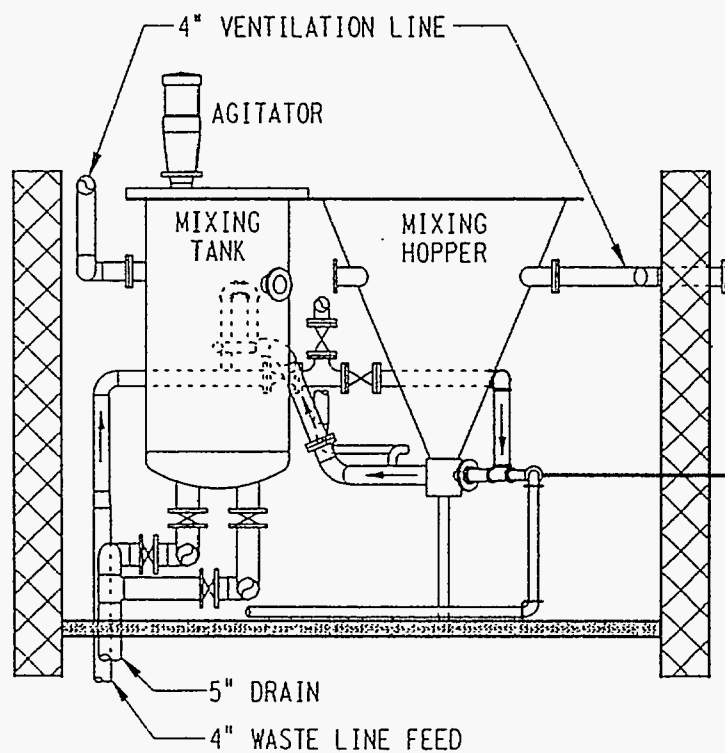 4" VENTILATION LINE
AGITATOR
MIXING
TANK
MIXING
HOPPER
5" DRAIN
4" WASTE LINE FEED